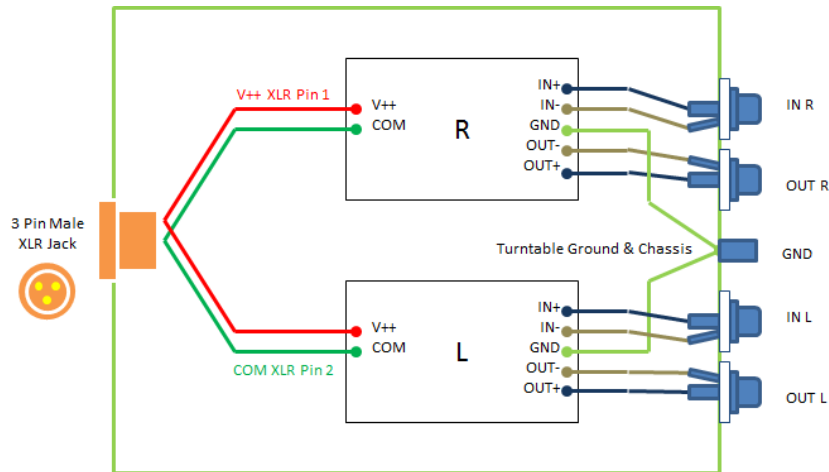 V++ XLR Pin 1
V++
COM
R
IN+
IN-
GND
OUT-
OUT+
IN R
OUT R
3 Pin Male
XLR Jack
Turntable Ground & Chassis
GND
V++
COM
L
COM XLR Pin 2
IN+
IN-
GND
OUT-
OUT+
IN L
OUT L